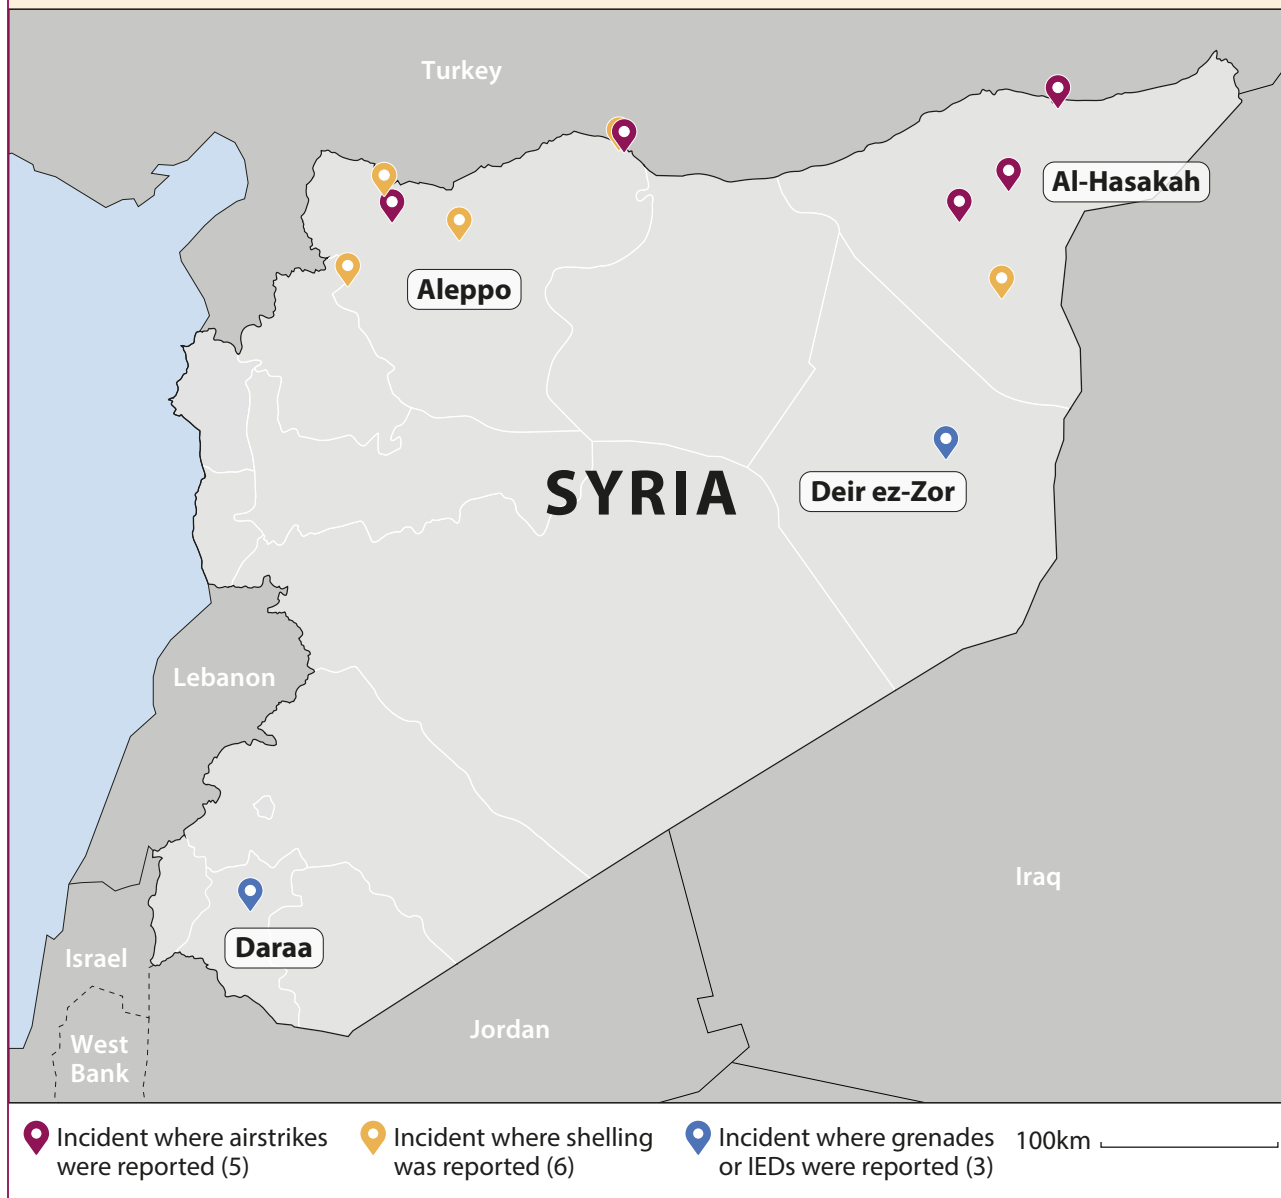 Turkey
Al-Hasakah
Aleppo
SYRIA
Deir ez-Zor
Lebanon
Iraq
Daraa
Israel
Jordan
West
Bank
Incident where airstrikes
were reported (5)
Incident where shelling
was reported (6)
Incident where grenades
or IEDs were reported (3)
100km